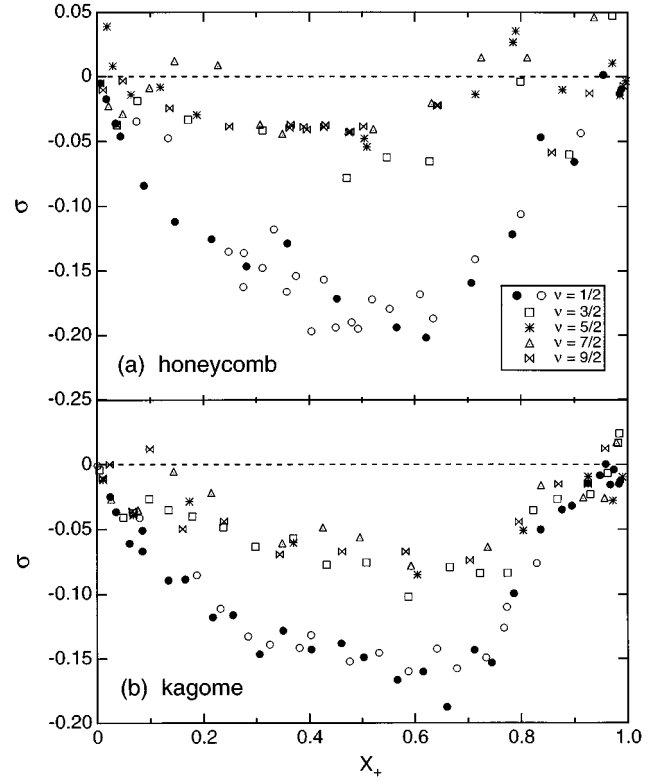 0.05
0
-0.05
-0.10
-0.15
-0.20
-0.25
σ
ν = 1/2
ν = 3/2
ν = 5/2
ν = 7/2
ν = 9/2
(a) honeycomb
0
-0.05
-0.10
-0.15
-0.20
σ
(b) kagome
0 0.2 0.4 0.6 0.8 1.0
X+